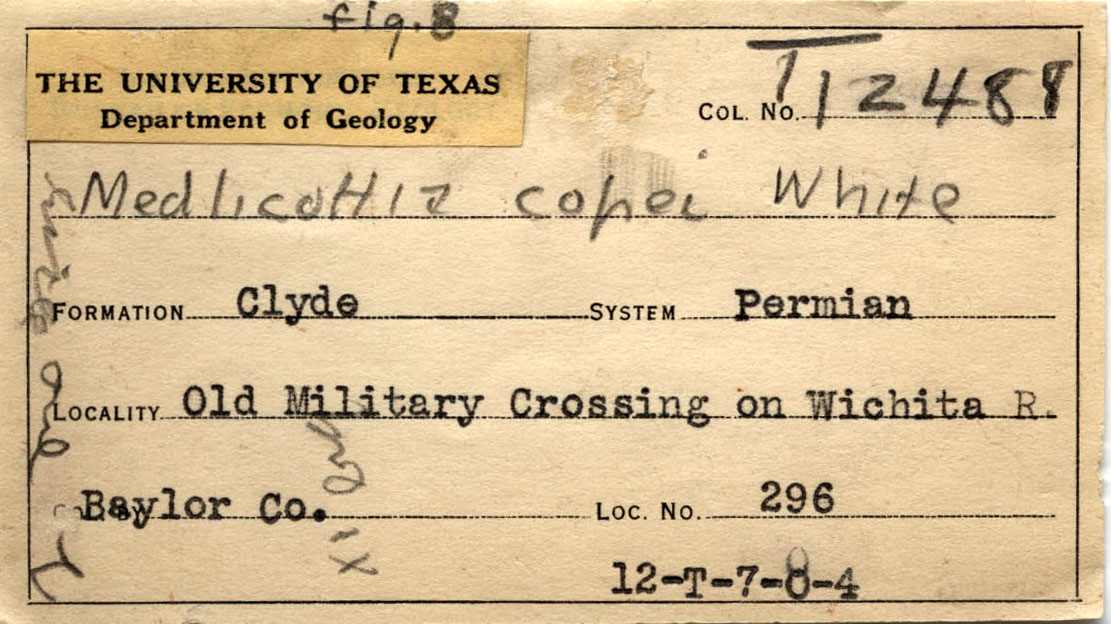 fig. 8
THE UNIVERSITY OF TEXAS
Department of Geology
COL. NO. T12488
Medlicottia copei White
FORMATION Clyde SYSTEM Permian
LOCALITY Old Military Crossing on Wichita R.
Baylor Co. LOC. NO. 296
12-T-7-8-4